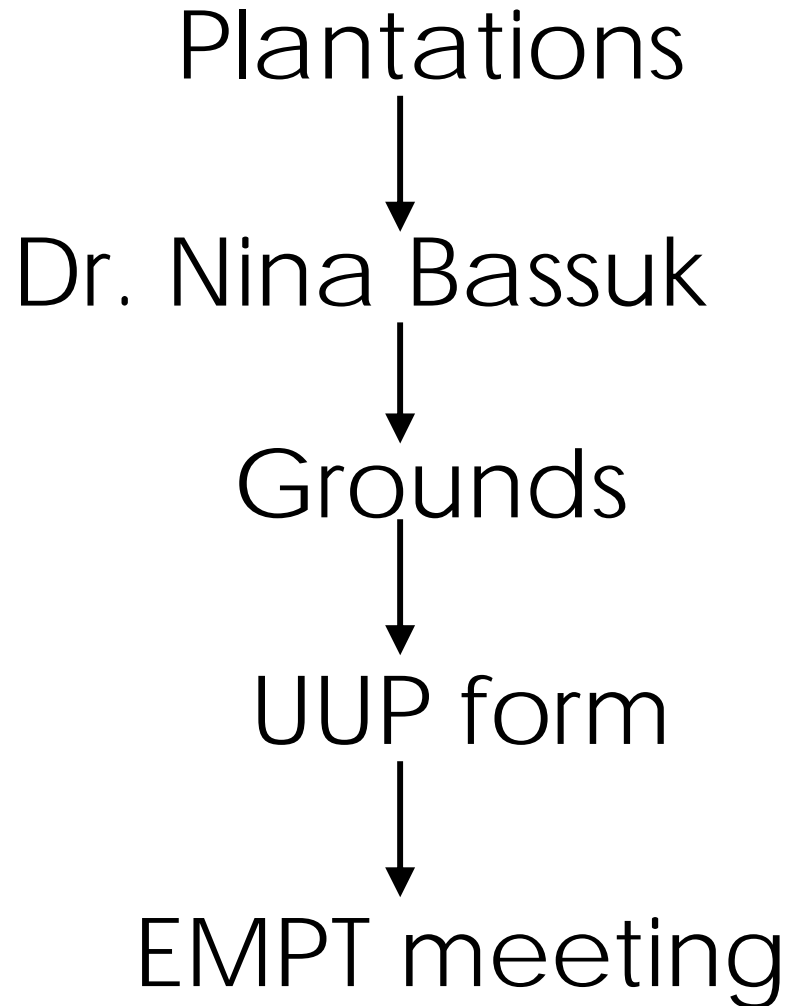 Plantations
Dr. Nina Bassuk
Grounds
UUP form
EMPT meeting